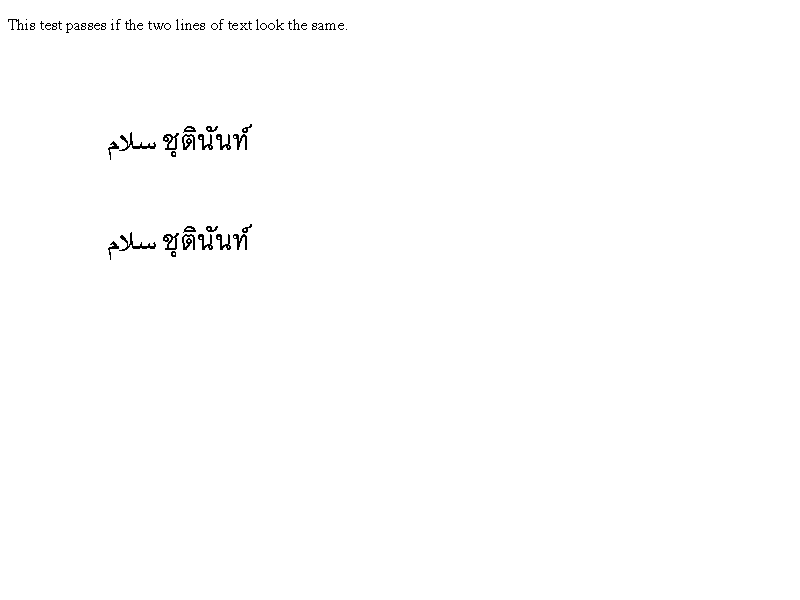 This test passes if the two lines of text look the same.
سلام ชุตินันท์
سلام ชุตินันท์